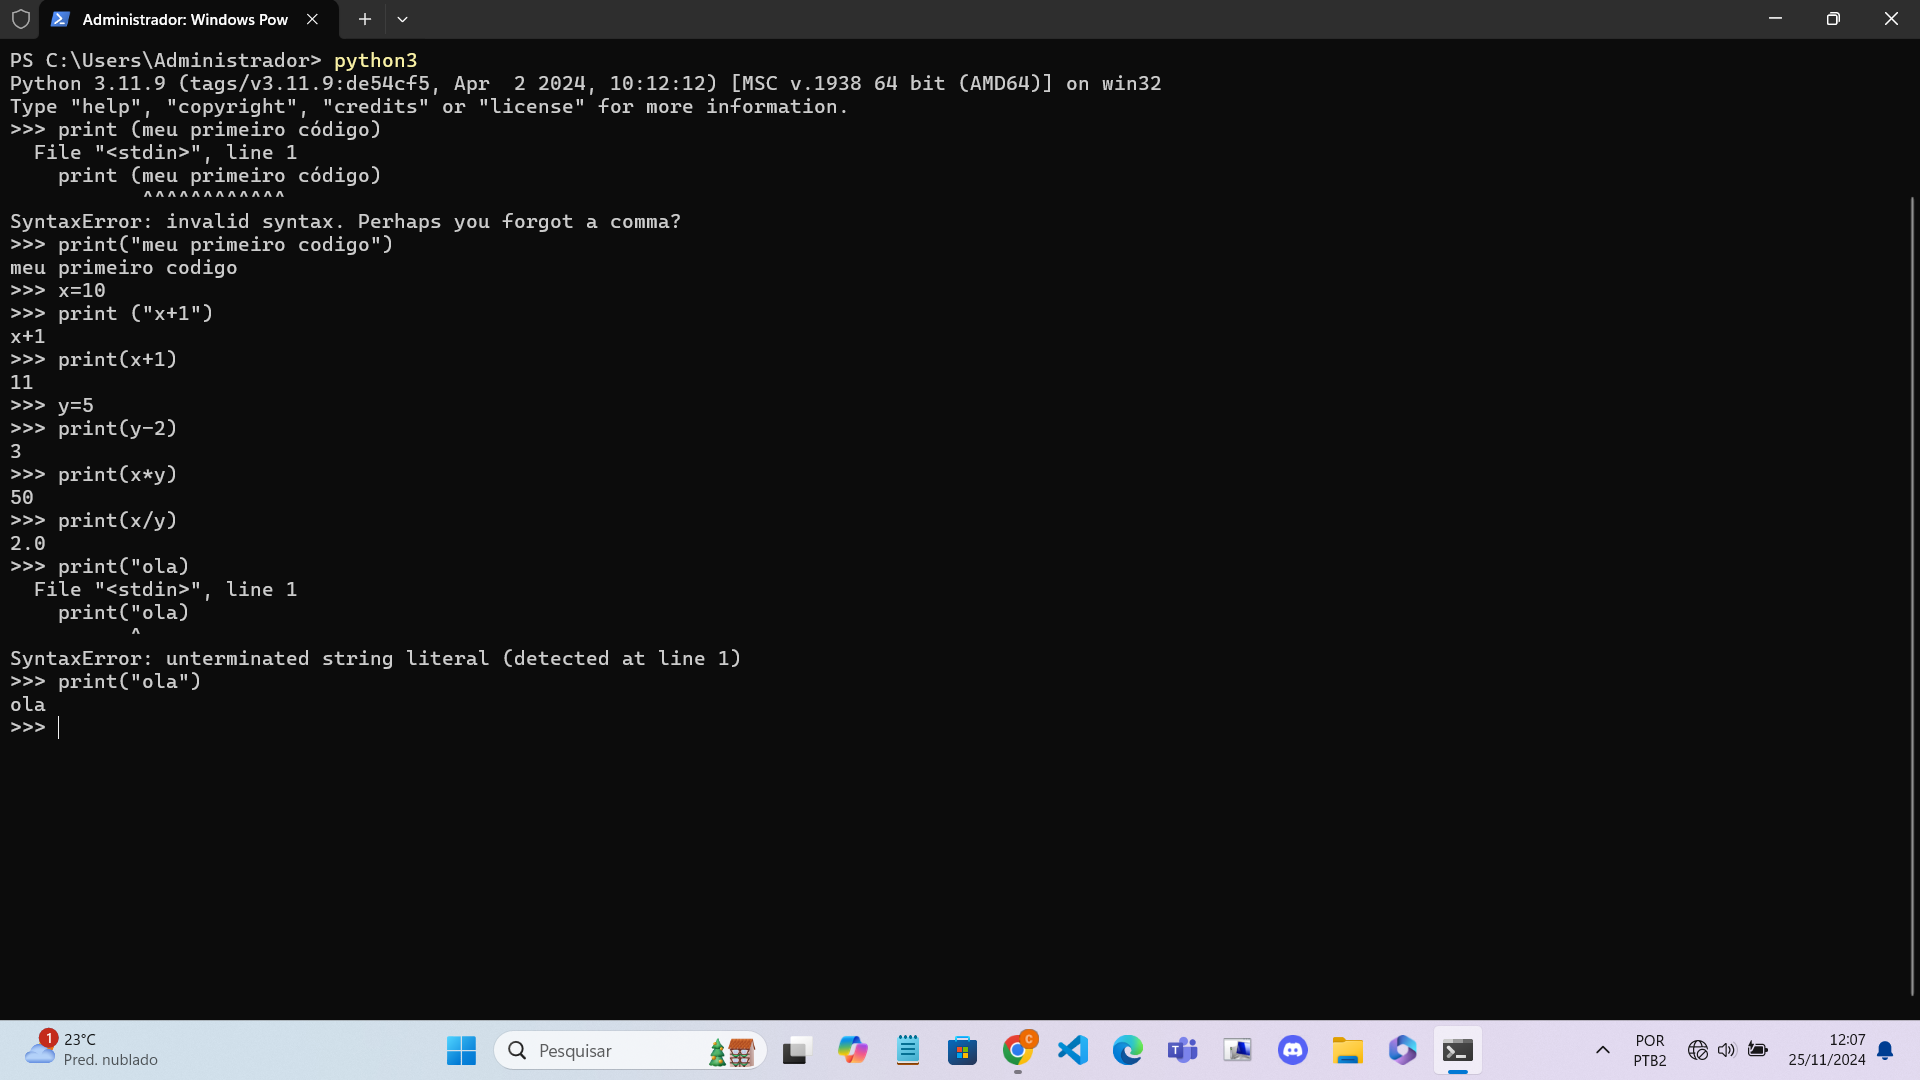 Administrador: Windows Pow
PS C:\Users\Administrador> python3
Python 3.11.9 (tags/v3.11.9:de54cf5, Apr  2 2024, 10:12:12) [MSC v.1938 64 bit (AMD64)] on win32
Type "help", "copyright", "credits" or "license" for more information.
>>> print (meu primeiro código)
  File "<stdin>", line 1
    print (meu primeiro código)
           ^^^^^^^^^^^^
SyntaxError: invalid syntax. Perhaps you forgot a comma?
>>> print("meu primeiro codigo")
meu primeiro codigo
>>> x=10
>>> print ("x+1")
x+1
>>> print(x+1)
11
>>> y=5
>>> print(y-2)
3
>>> print(x*y)
50
>>> print(x/y)
2.0
>>> print("ola)
  File "<stdin>", line 1
    print("ola)
          ^
SyntaxError: unterminated string literal (detected at line 1)
>>> print("ola")
ola
>>>
1
23°C
Pred. nublado
Pesquisar
C
POR
PTB2
12:07
25/11/2024